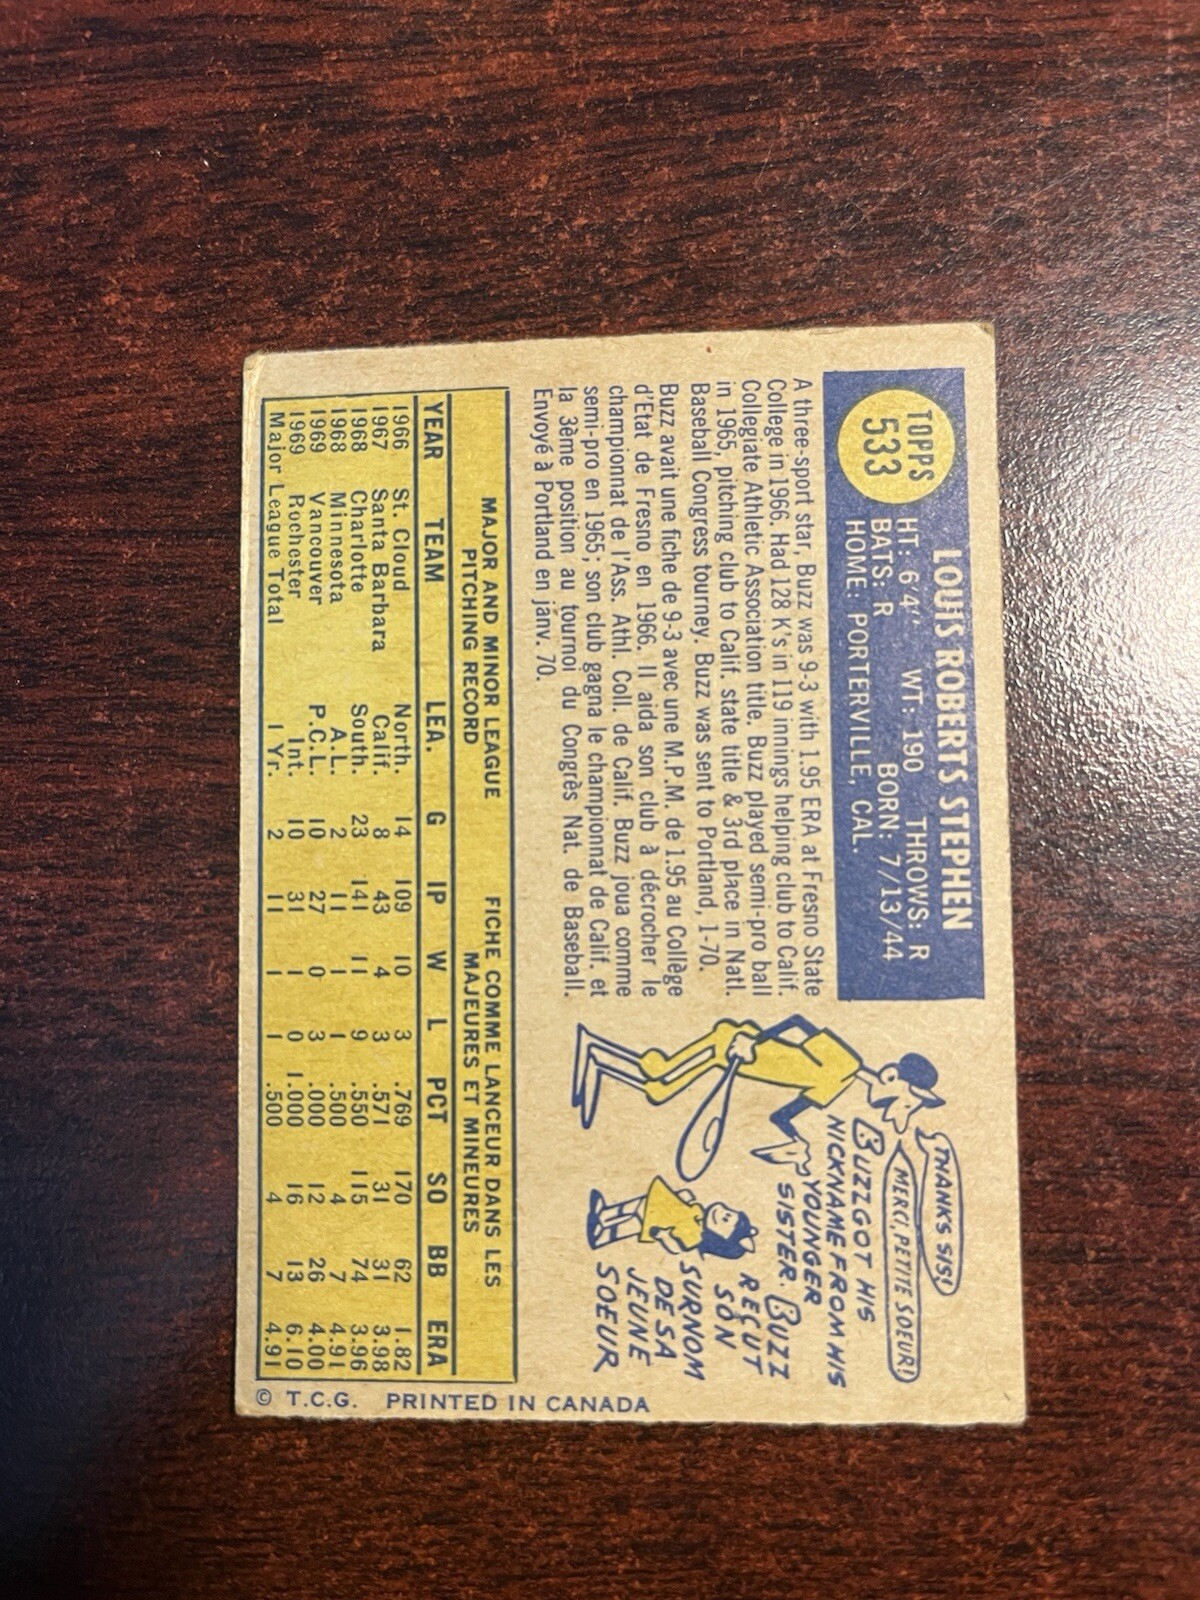 TOPPS
533
LOUIS ROBERTS STEPHEN
HT: 6'4" WT: 190 THROWS: R
BATS: R BORN: 7/13/44
HOME: PORTERVILLE, CAL.
A three-sport star, Buzz was 9-3 with 1.95 ERA at Fresno State
College in 1966. Had 128 K's in 119 innings helping club to Calif.
Collegiate Athletic Association title. Buzz played semi-pro ball
in 1965, pitching club to Calif. state title & 3rd place in Natl.
Baseball Congress tourney. Buzz was sent to Portland, 1-70.
Buzz avait une fiche de 9-3 avec une M.P.M. de 1.95 au Collège
d'Etat de Fresno en 1966. Il aida son club à décrocher le
championnat de l'Ass. Athl. Coll. de Calif. Buzz joua comme
semi-pro en 1965; son club gagna le championnat de Calif. et
la 3ème position au tournoi du Congrès Nat. de Baseball.
Envoyé à Portland en janv. 70.
THANKS SIS!
MERCI, PETITE SOEUR!
BUZZ GOT HIS
NICKNAME FROM HIS
YOUNGER
SISTER. BUZZ
REÇUT
SON
SURNOM
DE SA
JEUNE
SOEUR
MAJOR AND MINOR LEAGUE
PITCHING RECORD
FICHE COMME LANCEUR DANS LES
MAJEURES ET MINEURES
YEAR TEAM LEA. G IP W L PCT SO BB ERA
1966 St. Cloud North. 14 109 10 3 .769 170 62 1.82
1967 Santa Barbara Calif. 8 43 4 3 .571 31 31 3.98
1968 Charlotte South. 23 141 11 9 .550 115 74 3.96
1968 Minnesota A.L. 2 11 1 1 .500 4 7 4.91
1969 Vancouver P.C.L. 10 27 0 3 .000 12 26 4.00
1969 Rochester Int. 10 31 1 0 1.000 16 13 6.10
Major League Total 1 Yr. 2 11 1 1 .500 4 7 4.91
© T.C.G. PRINTED IN CANADA